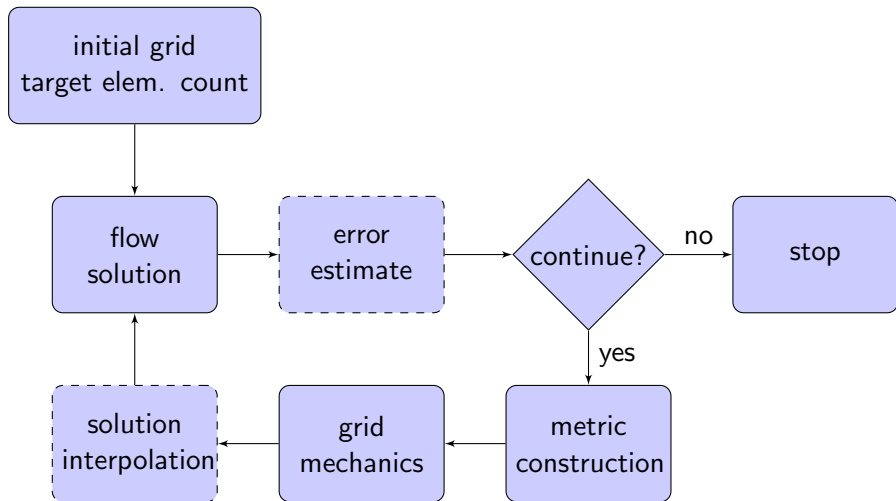 initial grid
target elem. count
flow
solution
error
estimate
continue?
no
stop
yes
solution
interpolation
grid
mechanics
metric
construction